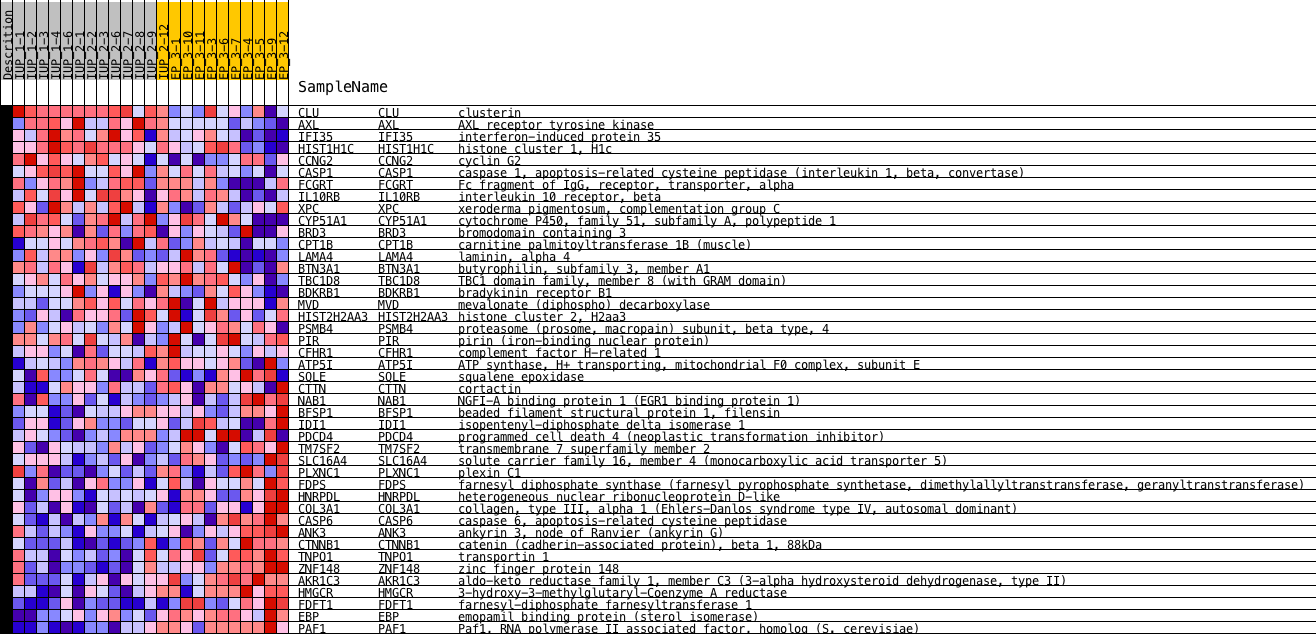 Descrition
IUP_1-1
IUP_1-2
IUP_1-3
IUP_1-4
IUP_1-6
IUP_2-1
IUP_2-2
IUP_2-3
IUP_2-6
IUP_2-7
IUP_2-8
IUP_2-9
IUP_2-12
EP_3-1
EP_3-10
EP_3-11
EP_3-3
EP_3-6
EP_3-7
EP_3-4
EP_3-5
EP_3-9
EP_3-12
SampleName
CLU CLU clusterin
AXL AXL AXL receptor tyrosine kinase
IFI35 IFI35 interferon-induced protein 35
HIST1H1C HIST1H1C histone cluster 1, H1c
CCNG2 CCNG2 cyclin G2
CASP1 CASP1 caspase 1, apoptosis-related cysteine peptidase (interleukin 1, beta, convertase)
FCGRT FCGRT Fc fragment of IgG, receptor, transporter, alpha
IL10RB IL10RB interleukin 10 receptor, beta
XPC XPC xeroderma pigmentosum, complementation group C
CYP51A1 CYP51A1 cytochrome P450, family 51, subfamily A, polypeptide 1
BRD3 BRD3 bromodomain containing 3
CPT1B CPT1B carnitine palmitoyltransferase 1B (muscle)
LAMA4 LAMA4 laminin, alpha 4
BTN3A1 BTN3A1 butyrophilin, subfamily 3, member A1
TBC1D8 TBC1D8 TBC1 domain family, member 8 (with GRAM domain)
BDKRB1 BDKRB1 bradykinin receptor B1
MVD MVD mevalonate (diphospho) decarboxylase
HIST2H2AA3 HIST2H2AA3 histone cluster 2, H2aa3
PSMB4 PSMB4 proteasome (prosome, macropain) subunit, beta type, 4
PIR PIR pirin (iron-binding nuclear protein)
CFHR1 CFHR1 complement factor H-related 1
ATP5I ATP5I ATP synthase, H+ transporting, mitochondrial F0 complex, subunit E
SQLE SQLE squalene epoxidase
CTTN CTTN cortactin
NAB1 NAB1 NGFI-A binding protein 1 (EGR1 binding protein 1)
BFSP1 BFSP1 beaded filament structural protein 1, filensin
IDI1 IDI1 isopentenyl-diphosphate delta isomerase 1
PDCD4 PDCD4 programmed cell death 4 (neoplastic transformation inhibitor)
TM7SF2 TM7SF2 transmembrane 7 superfamily member 2
SLC16A4 SLC16A4 solute carrier family 16, member 4 (monocarboxylic acid transporter 5)
PLXNC1 PLXNC1 plexin C1
FDPS FDPS farnesyl diphosphate synthase (farnesyl pyrophosphate synthetase, dimethylallyltranstransferase, geranyltranstransferase)
HNRPDL HNRPDL heterogeneous nuclear ribonucleoprotein D-like
COL3A1 COL3A1 collagen, type III, alpha 1 (Ehlers-Danlos syndrome type IV, autosomal dominant)
CASP6 CASP6 caspase 6, apoptosis-related cysteine peptidase
ANK3 ANK3 ankyrin 3, node of Ranvier (ankyrin G)
CTNNB1 CTNNB1 catenin (cadherin-associated protein), beta 1, 88kDa
TNPO1 TNPO1 transportin 1
ZNF148 ZNF148 zinc finger protein 148
AKR1C3 AKR1C3 aldo-keto reductase family 1, member C3 (3-alpha hydroxysteroid dehydrogenase, type II)
HMGCR HMGCR 3-hydroxy-3-methylglutaryl-Coenzyme A reductase
FDFT1 FDFT1 farnesyl-diphosphate farnesyltransferase 1
EBP EBP emopamil binding protein (sterol isomerase)
PAF1 PAF1 Paf1, RNA polymerase II associated factor, homolog (S. cerevisiae)